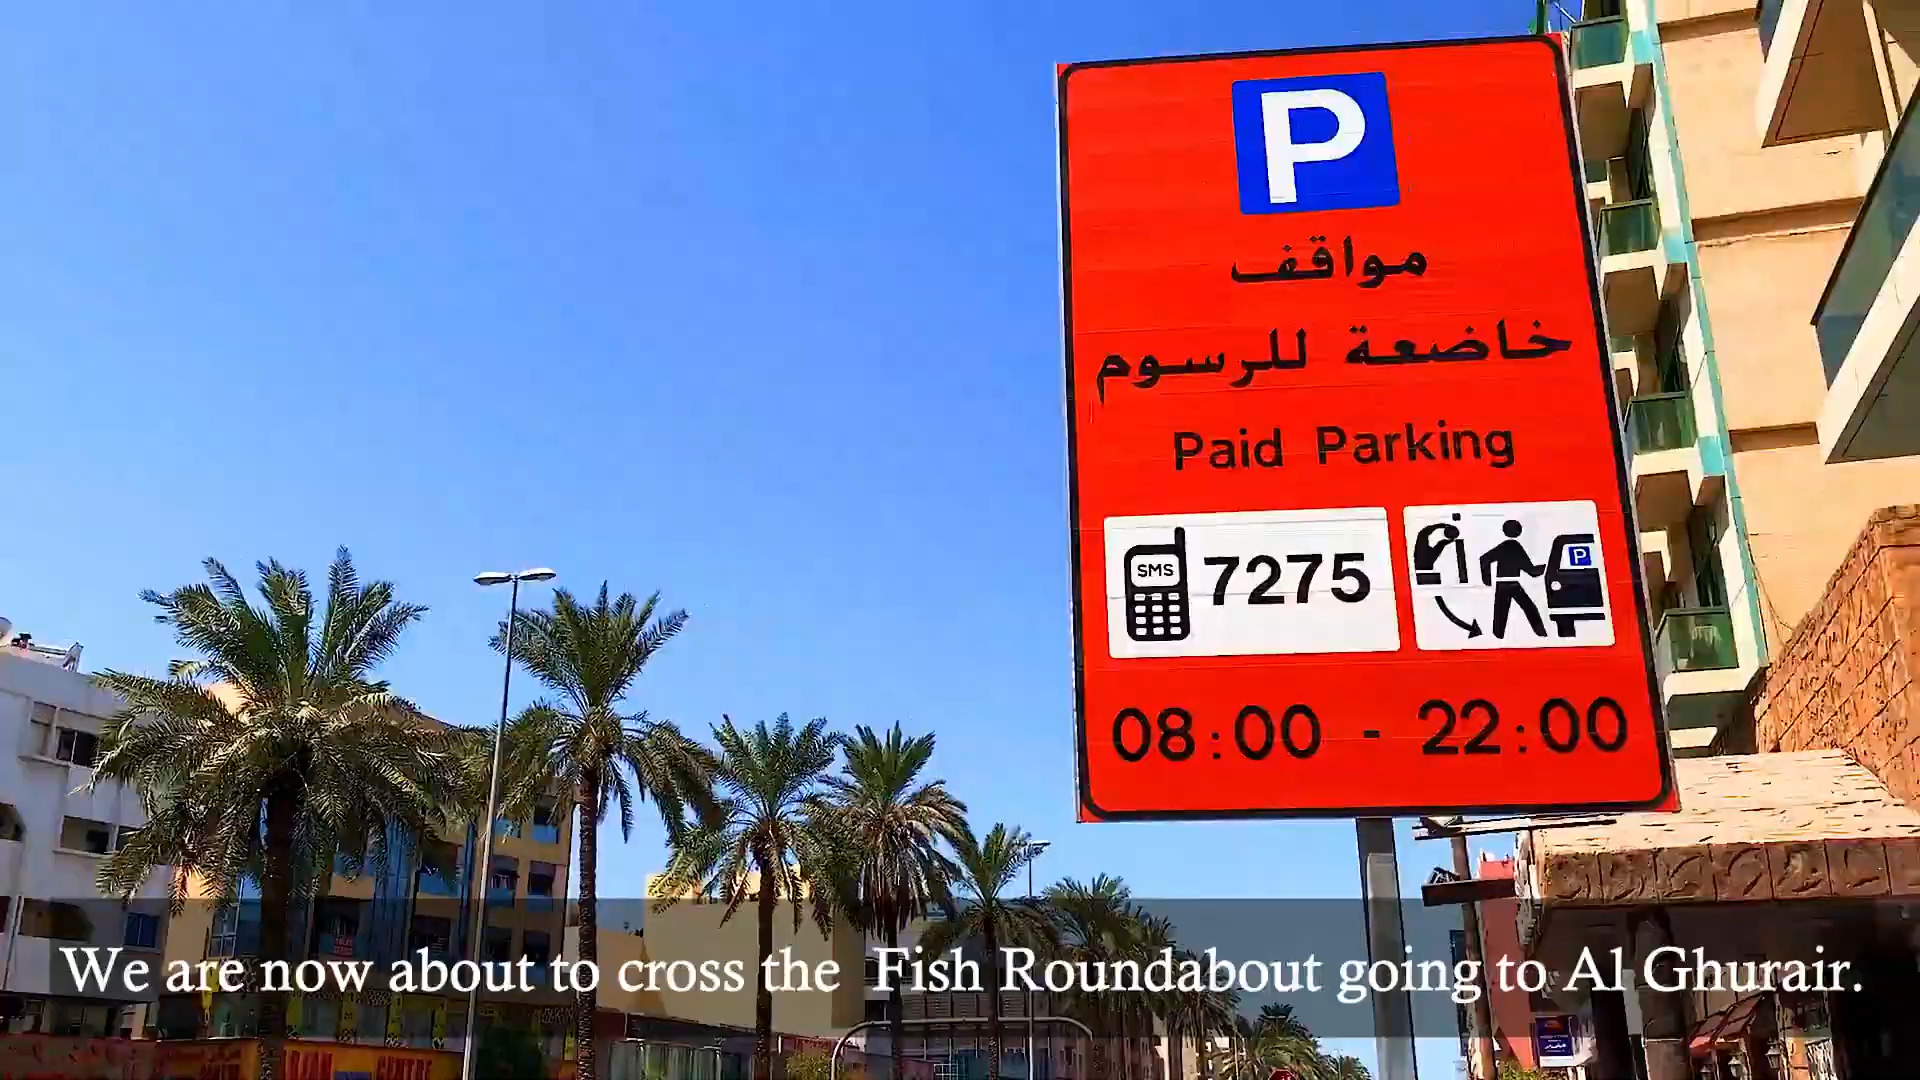 P
مواقف
خاضعة للرسوم
Paid Parking
SMS 7275 P
08:00 - 22:00
We are now about to cross the Fish Roundabout going to Al Ghurair.
CENTRE